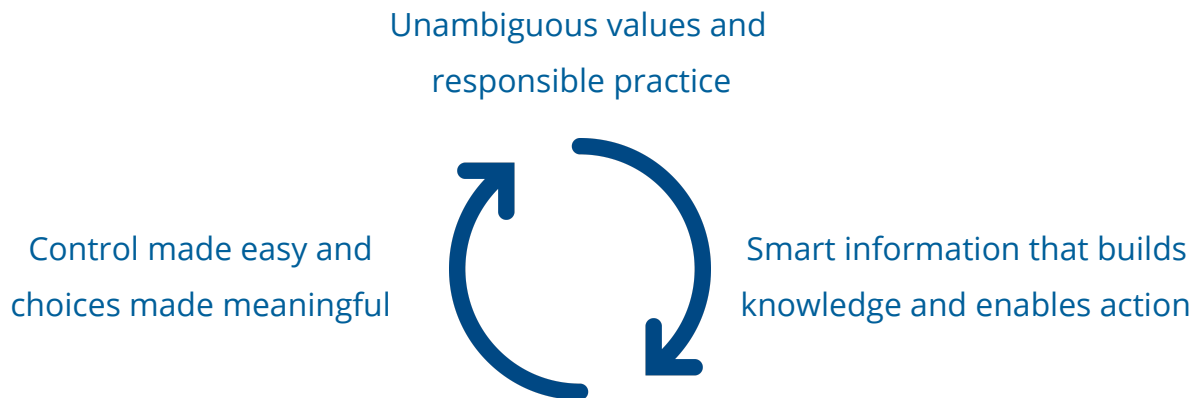 Unambiguous values and
responsible practice
Control made easy and
choices made meaningful
Smart information that builds
knowledge and enables action